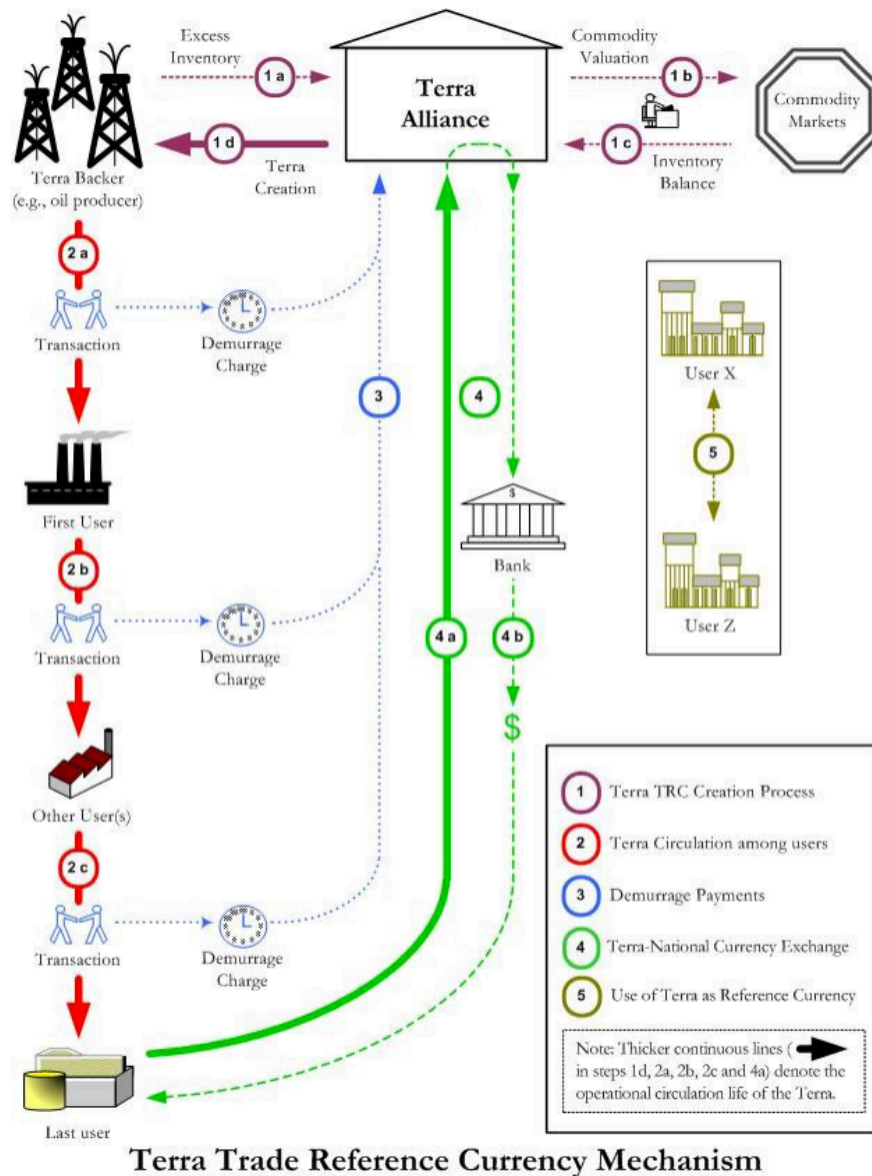 Excess
Inventory
1 a
Terra
Alliance
Commodity
Valuation
1 b
Commodity
Markets
1 d
Terra
Creation
1 c
Inventory
Balance
Terra Backer
(e.g., oil producer)
2 a
Transaction
Demurrage
Charge
3
4
User X
5
User Z
First User
2 b
$
Bank
Transaction
Demurrage
Charge
4 a
4 b
$
Other User(s)
2 c
Transaction
Demurrage
Charge
Last user
1 Terra TRC Creation Process
2 Terra Circulation among users
3 Demurrage Payments
4 Terra-National Currency Exchange
5 Use of Terra as Reference Currency
Note: Thicker continuous lines (
in steps 1d, 2a, 2b, 2c and 4a) denote the
operational circulation life of the Terra.
Terra Trade Reference Currency Mechanism